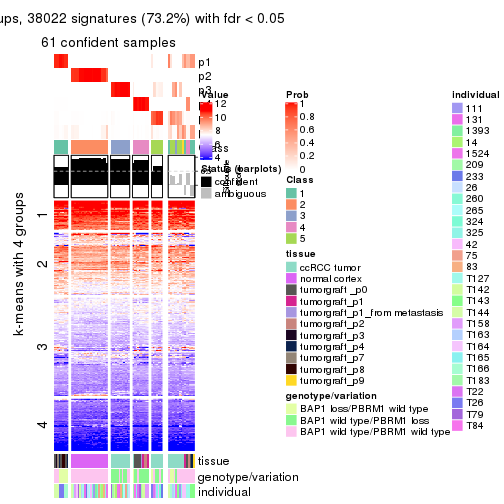 ups, 38022 signatures (73.2%) with fdr < 0.05
61 confident samples
p1
p2
p3
Value
12
10
8
6
4
Class
Status (barplots)
confident
ambiguous
k-means with 4 groups
1
2
3
4
tissue
genotype/variation
individual
Prob
1
0.8
0.6
0.4
0.2
0
Class
1
2
3
4
5
tissue
ccRCC tumor
normal cortex
tumorgraft_p0
tumorgraft_p1
tumorgraft_p1_from metastasis
tumorgraft_p2
tumorgraft_p3
tumorgraft_p4
tumorgraft_p7
tumorgraft_p8
tumorgraft_p9
genotype/variation
BAP1 loss/PBRM1 wild type
BAP1 wild type/PBRM1 loss
BAP1 wild type/PBRM1 wild type
individual
111
131
1393
14
1524
209
233
26
260
265
324
325
42
75
83
T127
T142
T143
T144
T158
T163
T164
T165
T166
T183
T22
T26
T79
T84